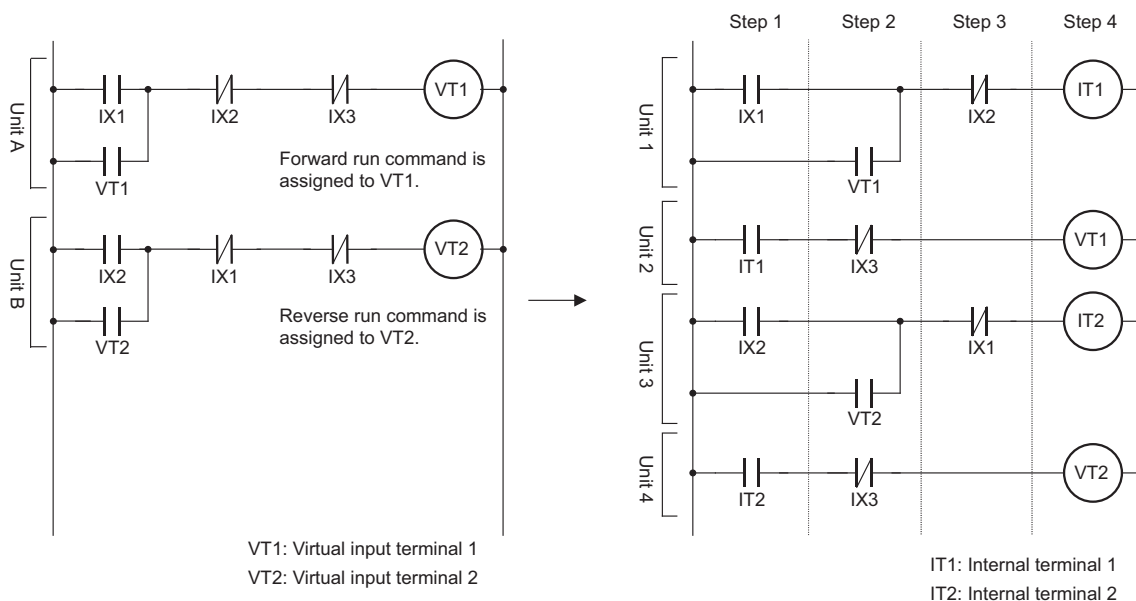 Step 1 Step 2 Step 3 Step 4
Unit A
IX1 IX2 IX3 VT1
VT1
Forward run command is
assigned to VT1.
Unit B
IX2 IX1 IX3 VT2
VT2
Reverse run command is
assigned to VT2.
VT1: Virtual input terminal 1
VT2: Virtual input terminal 2
Unit 1
IX1 IX2 IT1
VT1
Unit 2
IT1 IX3 VT1
Unit 3
IX2 IX1 IT2
VT2
Unit 4
IT2 IX3 VT2
IT1: Internal terminal 1
IT2: Internal terminal 2